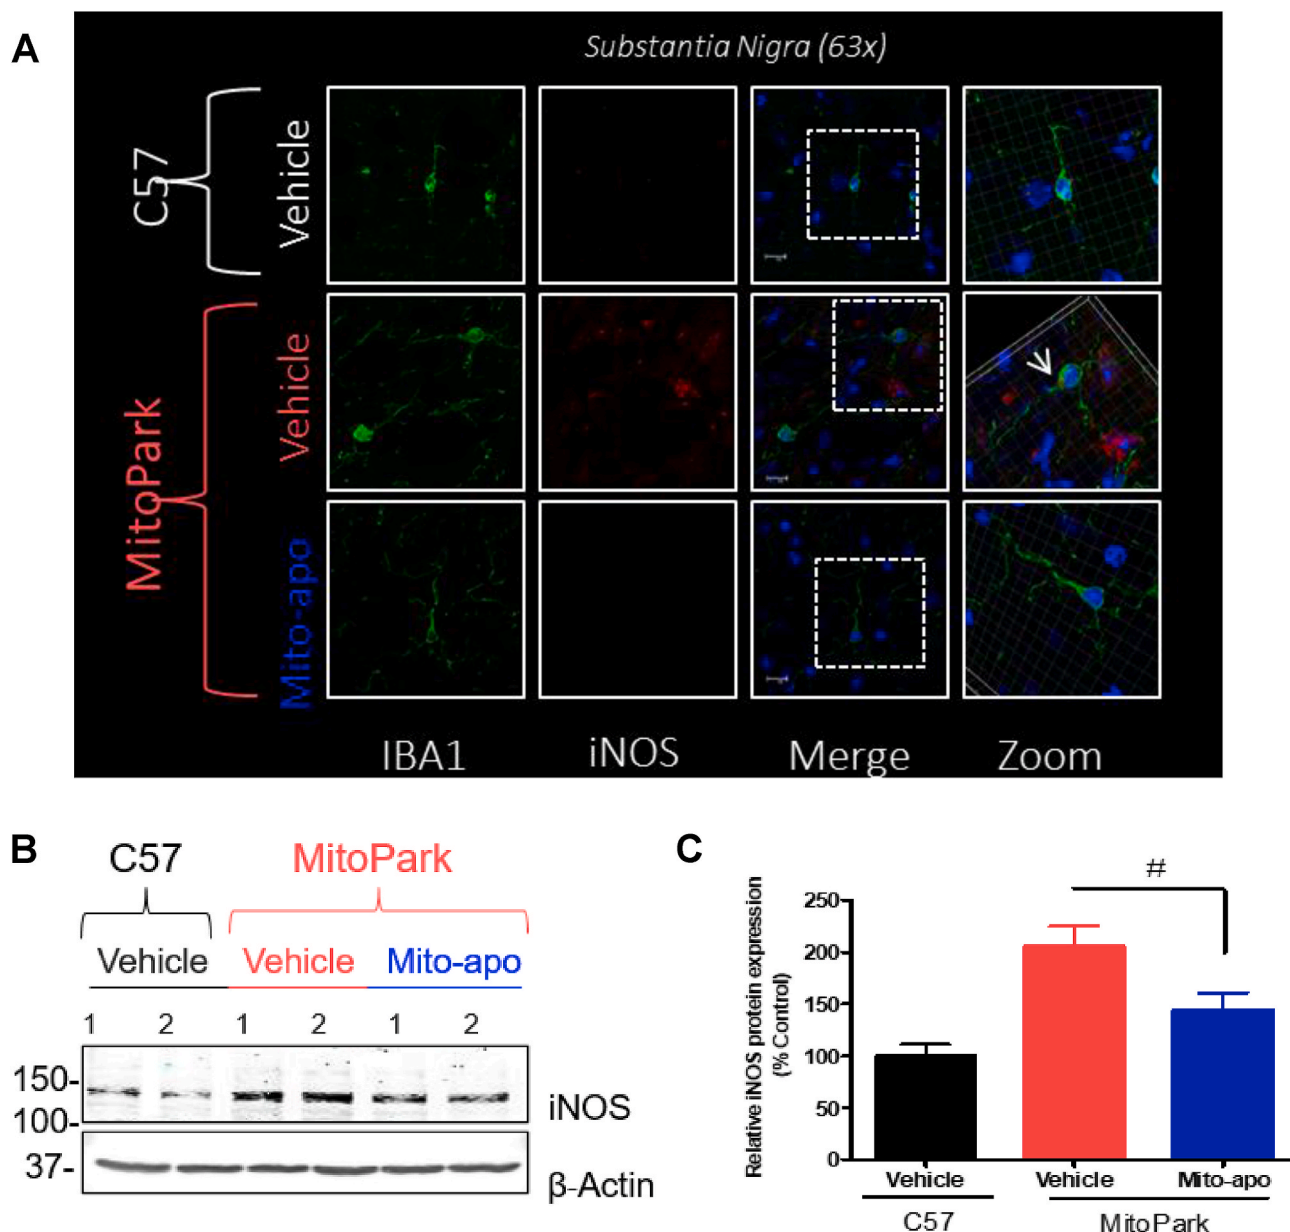 A
Substantia Nigra (63x)
C57
Vehicle
MitoPark
Vehicle
Mito-apo
IBA1 iNOS Merge Zoom
B
C57 MitoPark
Vehicle Vehicle Mito-apo
1 2 1 2 1 2
150-
100-
iNOS
37-
β-Actin
C
#
Relative iNOS protein expression
(% Control)
250
200
150
100
50
0
Vehicle Vehicle Mito-apo
C57 MitoPark